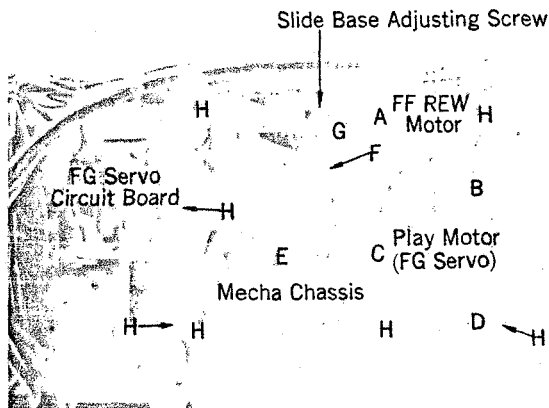 Slide Base Adjusting Screw
H
G
A
FF REW
Motor
H
F
FG Servo
Circuit Board
H
B
E
C
Play Motor
(FG Servo)
Mecha Chassis
H
H
H
D
H